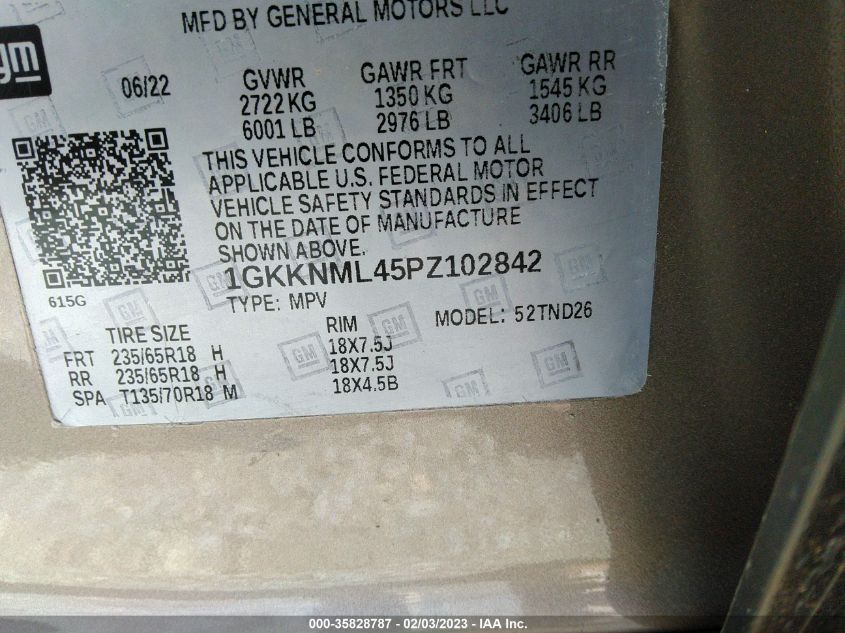 MFD BY GENERAL MOTORS LLC
gm
06/22 GVWR GAWR FRT GAWR RR
2722 KG 1350 KG 1545 KG
6001 LB 2976 LB 3406 LB
THIS VEHICLE CONFORMS TO ALL
APPLICABLE U.S. FEDERAL MOTOR
VEHICLE SAFETY STANDARDS IN EFFECT
ON THE DATE OF MANUFACTURE
SHOWN ABOVE.
1GKKNML45PZ102842
615G
TYPE: MPV MODEL: 52TND26
TIRE SIZE RIM
FRT 235/65R18 H 18X7.5J
RR 235/65R18 H 18X7.5J
SPA T135/70R18 M 18X4.5B
000-35828787 - 02/03/2023 - IAA Inc.